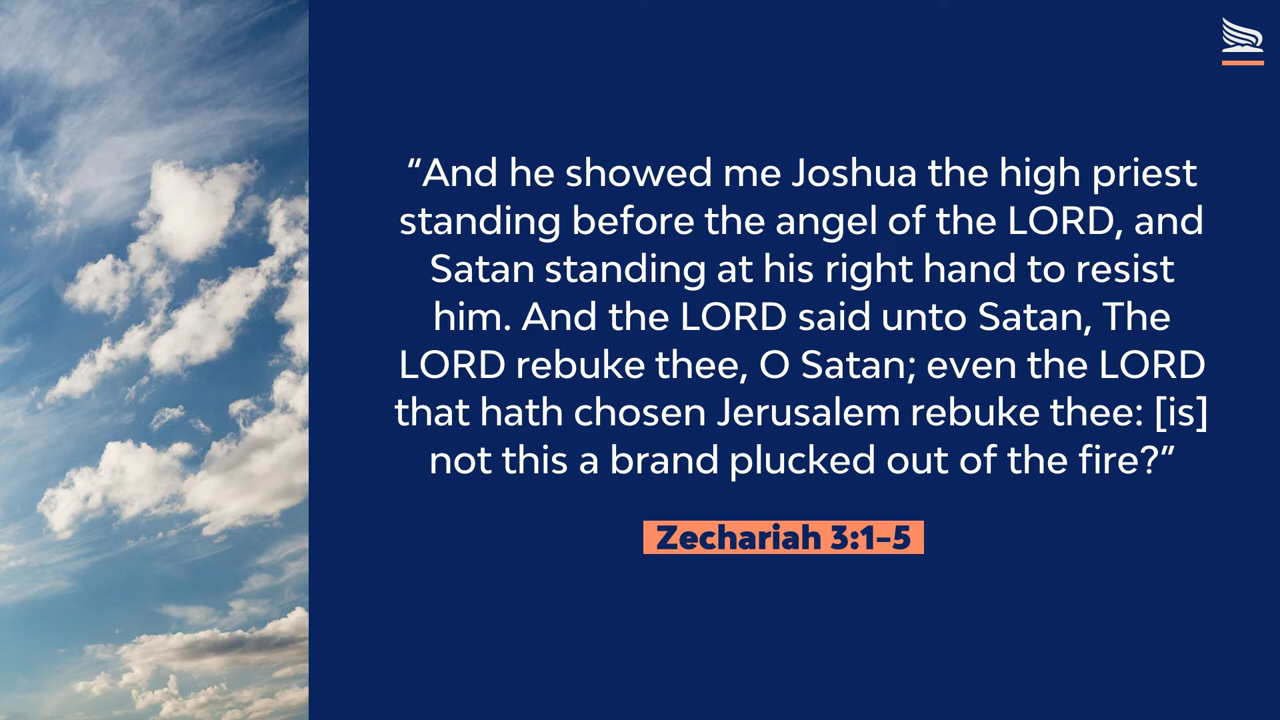 “And he showed me Joshua the high priest
standing before the angel of the LORD, and
Satan standing at his right hand to resist
him. And the LORD said unto Satan, The
LORD rebuke thee, O Satan; even the LORD
that hath chosen Jerusalem rebuke thee: [is]
not this a brand plucked out of the fire?”
Zechariah 3:1–5